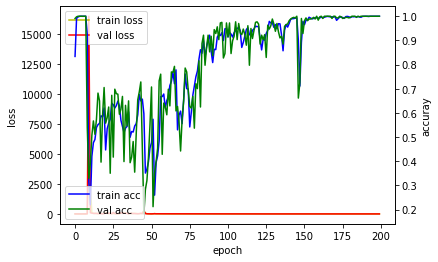 train loss
val loss
train acc
val acc
15000
12500
10000
7500
5000
2500
0
loss
1.0
0.9
0.8
0.7
0.6
0.5
0.4
0.3
0.2
accuray
0 25 50 75 100 125 150 175 200
epoch